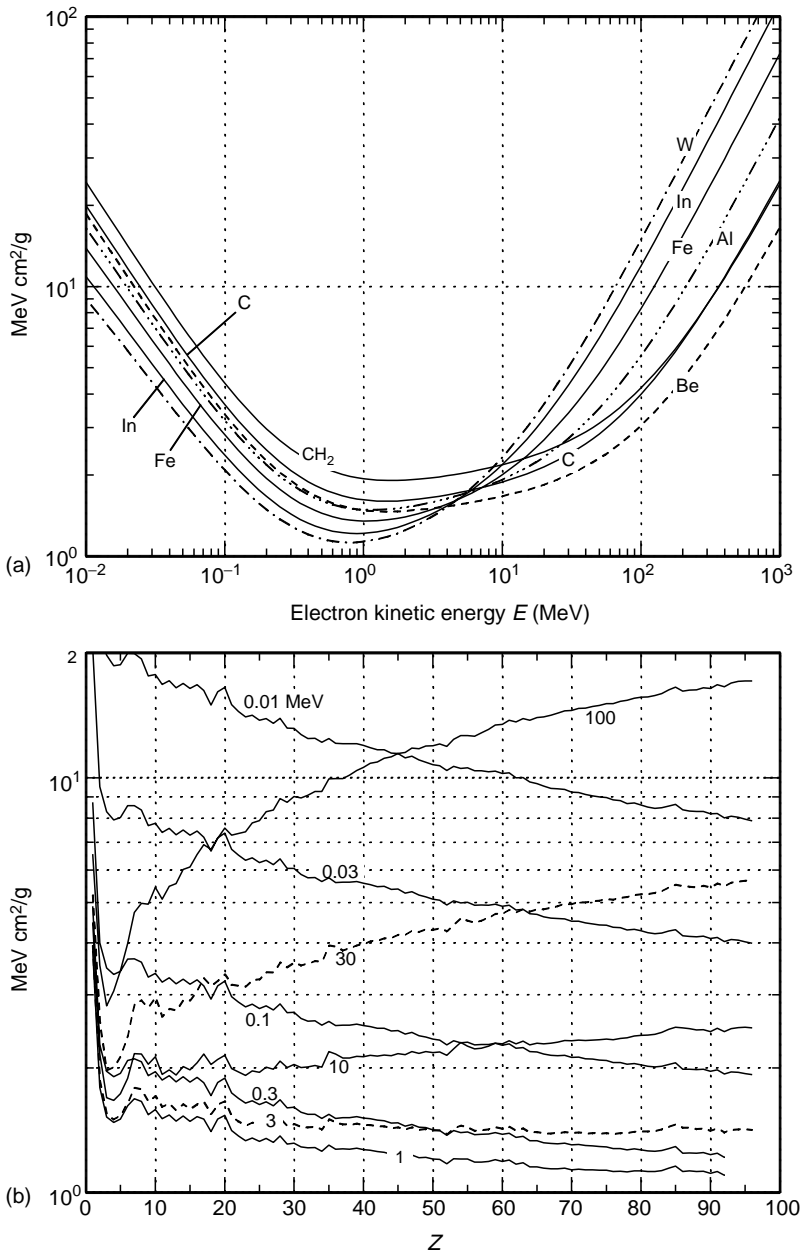 10²
W
In
Fe
Al
MeV cm²/g
10¹
C
Be
In
Fe
CH₂
C
(a)
10⁰
10⁻² 10⁻¹ 10⁰ 10¹ 10² 10³
Electron kinetic energy E (MeV)
2
0.01 MeV
100
10¹
0.03
MeV cm²/g
30
0.1
10
0.3
3
1
(b)
10⁰
0 10 20 30 40 50 60 70 80 90 100
Z